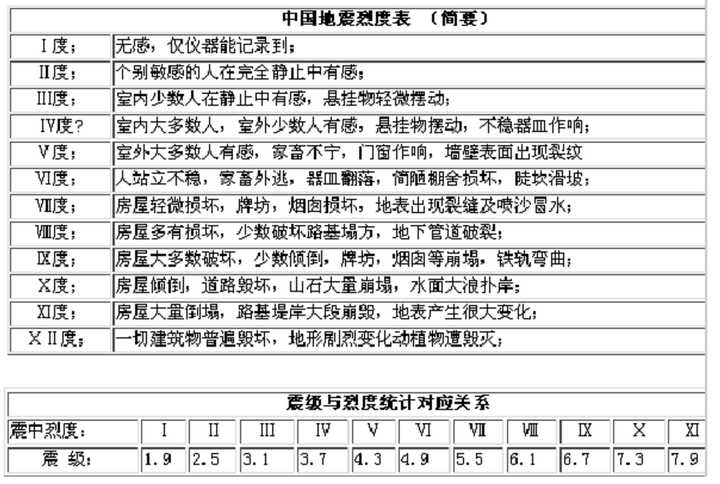 中国地震烈度表 （简要）
Ⅰ度； 无感，仅仪器能记录到；
Ⅱ度； 个别敏感的人在完全静止中有感；
Ⅲ度； 室内少数人在静止中有感，悬挂物轻微摆动；
Ⅳ度? 室内大多数人，室外少数人有感，悬挂物摆动，不稳器皿作响；
Ⅴ度； 室外大多数人有感，家畜不宁，门窗作响，墙壁表面出现裂纹
Ⅵ度； 人站立不稳，家畜外逃，器皿翻落，简陋棚舍损坏，陡坎滑坡；
Ⅶ度； 房屋轻微损坏，牌坊，烟囱损坏，地表出现裂缝及喷沙冒水；
Ⅷ度； 房屋多有损坏，少数破坏路基塌方，地下管道破裂；
Ⅸ度； 房屋大多数破坏，少数倾倒，牌坊，烟囱等崩塌，铁轨弯曲；
Ⅹ度； 房屋倾倒，道路毁坏，山石大量崩塌，水面大浪扑岸；
Ⅺ度； 房屋大量倒塌，路基堤岸大段崩毁，地表产生很大变化；
ⅩⅡ度； 一切建筑物普遍毁坏，地形剧烈变化动植物遭毁灭；
震级与烈度统计对应关系
震中烈度： Ⅰ Ⅱ Ⅲ Ⅳ Ⅴ Ⅵ Ⅶ Ⅷ Ⅸ Ⅹ Ⅺ
震 级： 1.9 2.5 3.1 3.7 4.3 4.9 5.5 6.1 6.7 7.3 7.9